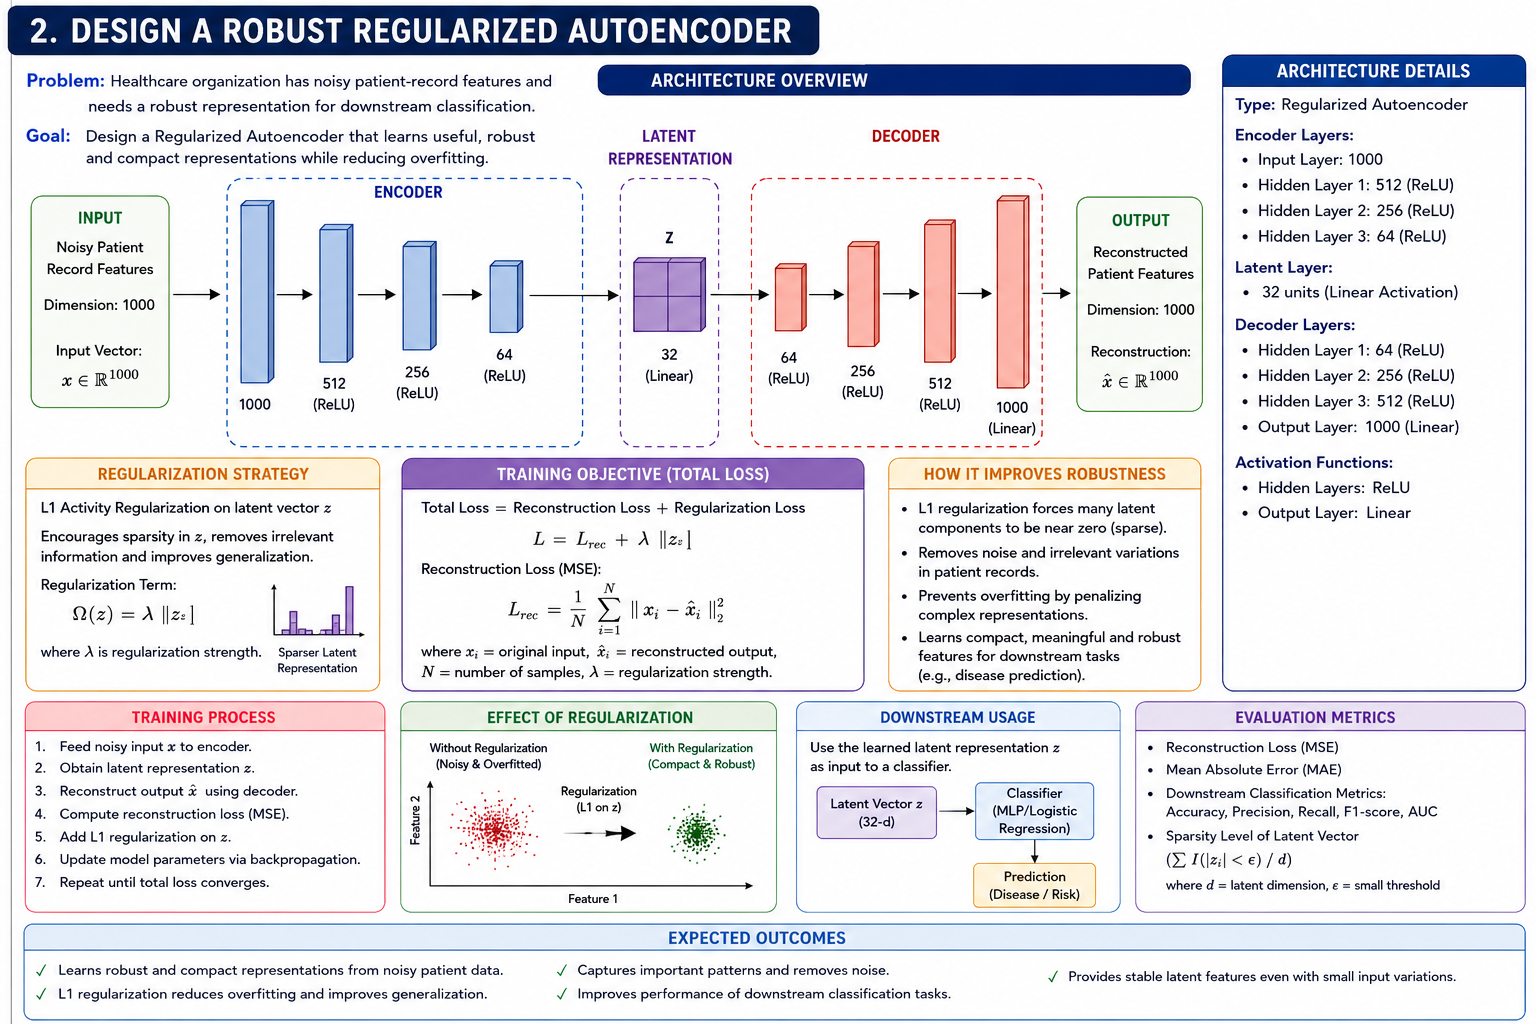 2. DESIGN A ROBUST REGULARIZED AUTOENCODER
Problem: Healthcare organization has noisy patient-record features and
needs a robust representation for downstream classification.
Goal: Design a Regularized Autoencoder that learns useful, robust
and compact representations while reducing overfitting.
ARCHITECTURE OVERVIEW
INPUT
Noisy Patient
Record Features
Dimension: 1000
Input Vector:
x ∈ ℝ¹⁰⁰⁰
ENCODER
1000
512
(ReLU)
256
(ReLU)
64
(ReLU)
LATENT
REPRESENTATION
Z
32
(Linear)
DECODER
64
(ReLU)
256
(ReLU)
512
(ReLU)
1000
(Linear)
OUTPUT
Reconstructed
Patient Features
Dimension: 1000
Reconstruction:
x̂ ∈ ℝ¹⁰⁰⁰
ARCHITECTURE DETAILS
Type: Regularized Autoencoder
Encoder Layers:
• Input Layer: 1000
• Hidden Layer 1: 512 (ReLU)
• Hidden Layer 2: 256 (ReLU)
• Hidden Layer 3: 64 (ReLU)
Latent Layer:
• 32 units (Linear Activation)
Decoder Layers:
• Hidden Layer 1: 64 (ReLU)
• Hidden Layer 2: 256 (ReLU)
• Hidden Layer 3: 512 (ReLU)
• Output Layer: 1000 (Linear)
Activation Functions:
• Hidden Layers: ReLU
• Output Layer: Linear
REGULARIZATION STRATEGY
L1 Activity Regularization on latent vector z
Encourages sparsity in z, removes irrelevant
information and improves generalization.
Regularization Term:
Ω(z) = λ ‖z_z]
where λ is regularization strength.
Sparser Latent
Representation
TRAINING OBJECTIVE (TOTAL LOSS)
Total Loss = Reconstruction Loss + Regularization Loss
L = L_rec + λ ‖z_z]
Reconstruction Loss (MSE):
L_rec = 1/N ∑_{i=1}^{N} ‖ x_i − x̂_i ‖₂²
where x_i = original input, x̂_i = reconstructed output,
N = number of samples, λ = regularization strength.
HOW IT IMPROVES ROBUSTNESS
• L1 regularization forces many latent
components to be near zero (sparse).
• Removes noise and irrelevant variations
in patient records.
• Prevents overfitting by penalizing
complex representations.
• Learns compact, meaningful and robust
features for downstream tasks
(e.g., disease prediction).
TRAINING PROCESS
1. Feed noisy input x to encoder.
2. Obtain latent representation z.
3. Reconstruct output x̂ using decoder.
4. Compute reconstruction loss (MSE).
5. Add L1 regularization on z.
6. Update model parameters via backpropagation.
7. Repeat until total loss converges.
EFFECT OF REGULARIZATION
Without Regularization
(Noisy & Overfitted)
With Regularization
(Compact & Robust)
Regularization
(L1 on z)
Feature 2
Feature 1
DOWNSTREAM USAGE
Use the learned latent representation z
as input to a classifier.
Latent Vector z
(32-d)
Classifier
(MLP/Logistic
Regression)
Prediction
(Disease / Risk)
EVALUATION METRICS
• Reconstruction Loss (MSE)
• Mean Absolute Error (MAE)
• Downstream Classification Metrics:
Accuracy, Precision, Recall, F1-score, AUC
• Sparsity Level of Latent Vector
(∑ I(|z_i| < ϵ) / d)
where d = latent dimension, ϵ = small threshold
EXPECTED OUTCOMES
✓ Learns robust and compact representations from noisy patient data.
✓ L1 regularization reduces overfitting and improves generalization.
✓ Captures important patterns and removes noise.
✓ Improves performance of downstream classification tasks.
✓ Provides stable latent features even with small input variations.